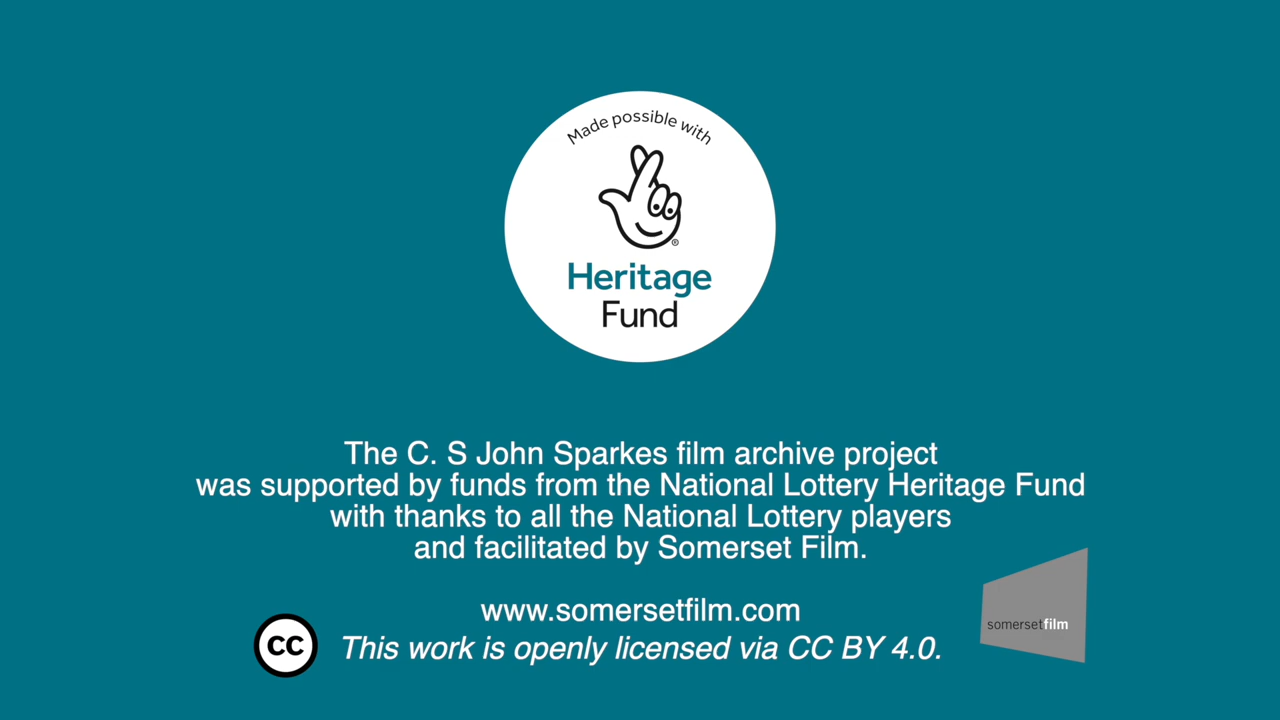 Made possible with
®
Heritage
Fund
The C. S John Sparkes film archive project
was supported by funds from the National Lottery Heritage Fund
with thanks to all the National Lottery players
and facilitated by Somerset Film.
www.somersetfilm.com
somersetfilm
cc
This work is openly licensed via CC BY 4.0.